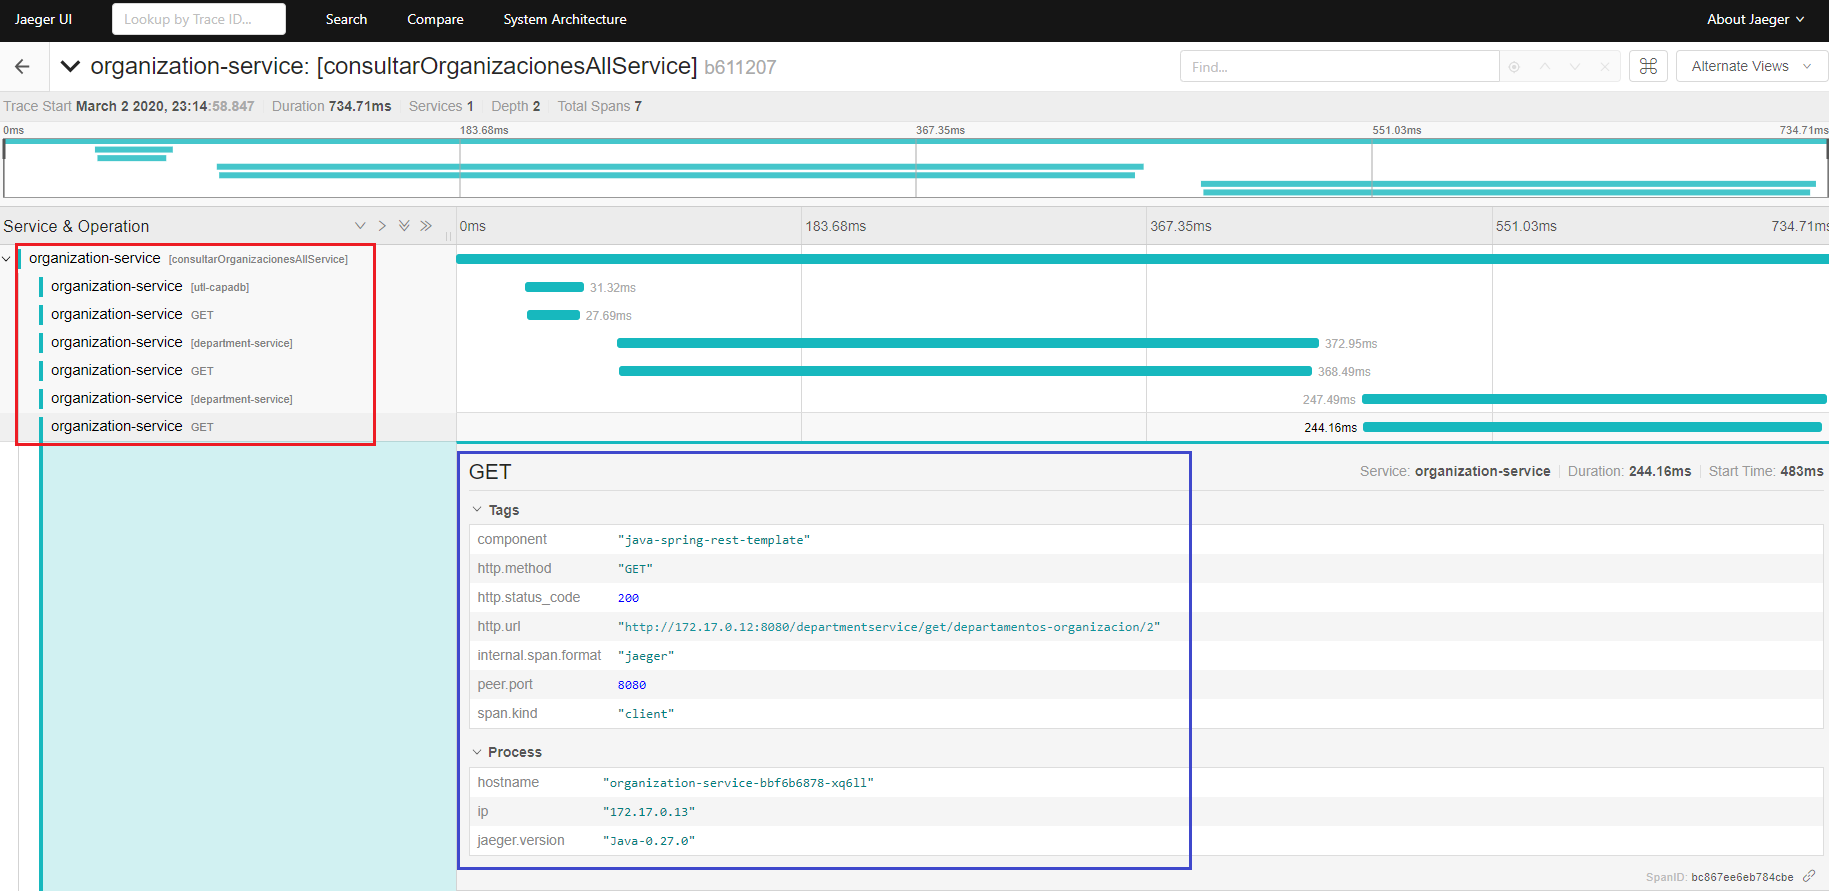 Jaeger UI Lookup by Trace ID... Search Compare System Architecture About Jaeger
organization-service: [consultarOrganizacionesAllService] b611207 Find... Alternate Views
Trace Start March 2 2020, 23:14:58.847 Duration 734.71ms Services 1 Depth 2 Total Spans 7
0ms 183.68ms 367.35ms 551.03ms 734.71ms
Service & Operation 0ms 183.68ms 367.35ms 551.03ms 734.71ms
organization-service [consultarOrganizacionesAllService]
organization-service [utl-capadb] 31.32ms
organization-service GET 27.69ms
organization-service [department-service] 372.95ms
organization-service GET 368.49ms
organization-service [department-service] 247.49ms
organization-service GET 244.16ms
GET Service: organization-service Duration: 244.16ms Start Time: 483ms
Tags
component "java-spring-rest-template"
http.method "GET"
http.status_code 200
http.url "http://172.17.0.12:8080/departmentservice/get/departamentos-organizacion/2"
internal.span.format "jaeger"
peer.port 8080
span.kind "client"
Process
hostname "organization-service-bbf6b6878-xq6ll"
ip "172.17.0.13"
jaeger.version "Java-0.27.0"
SpanID: bc867ee6eb784cbe